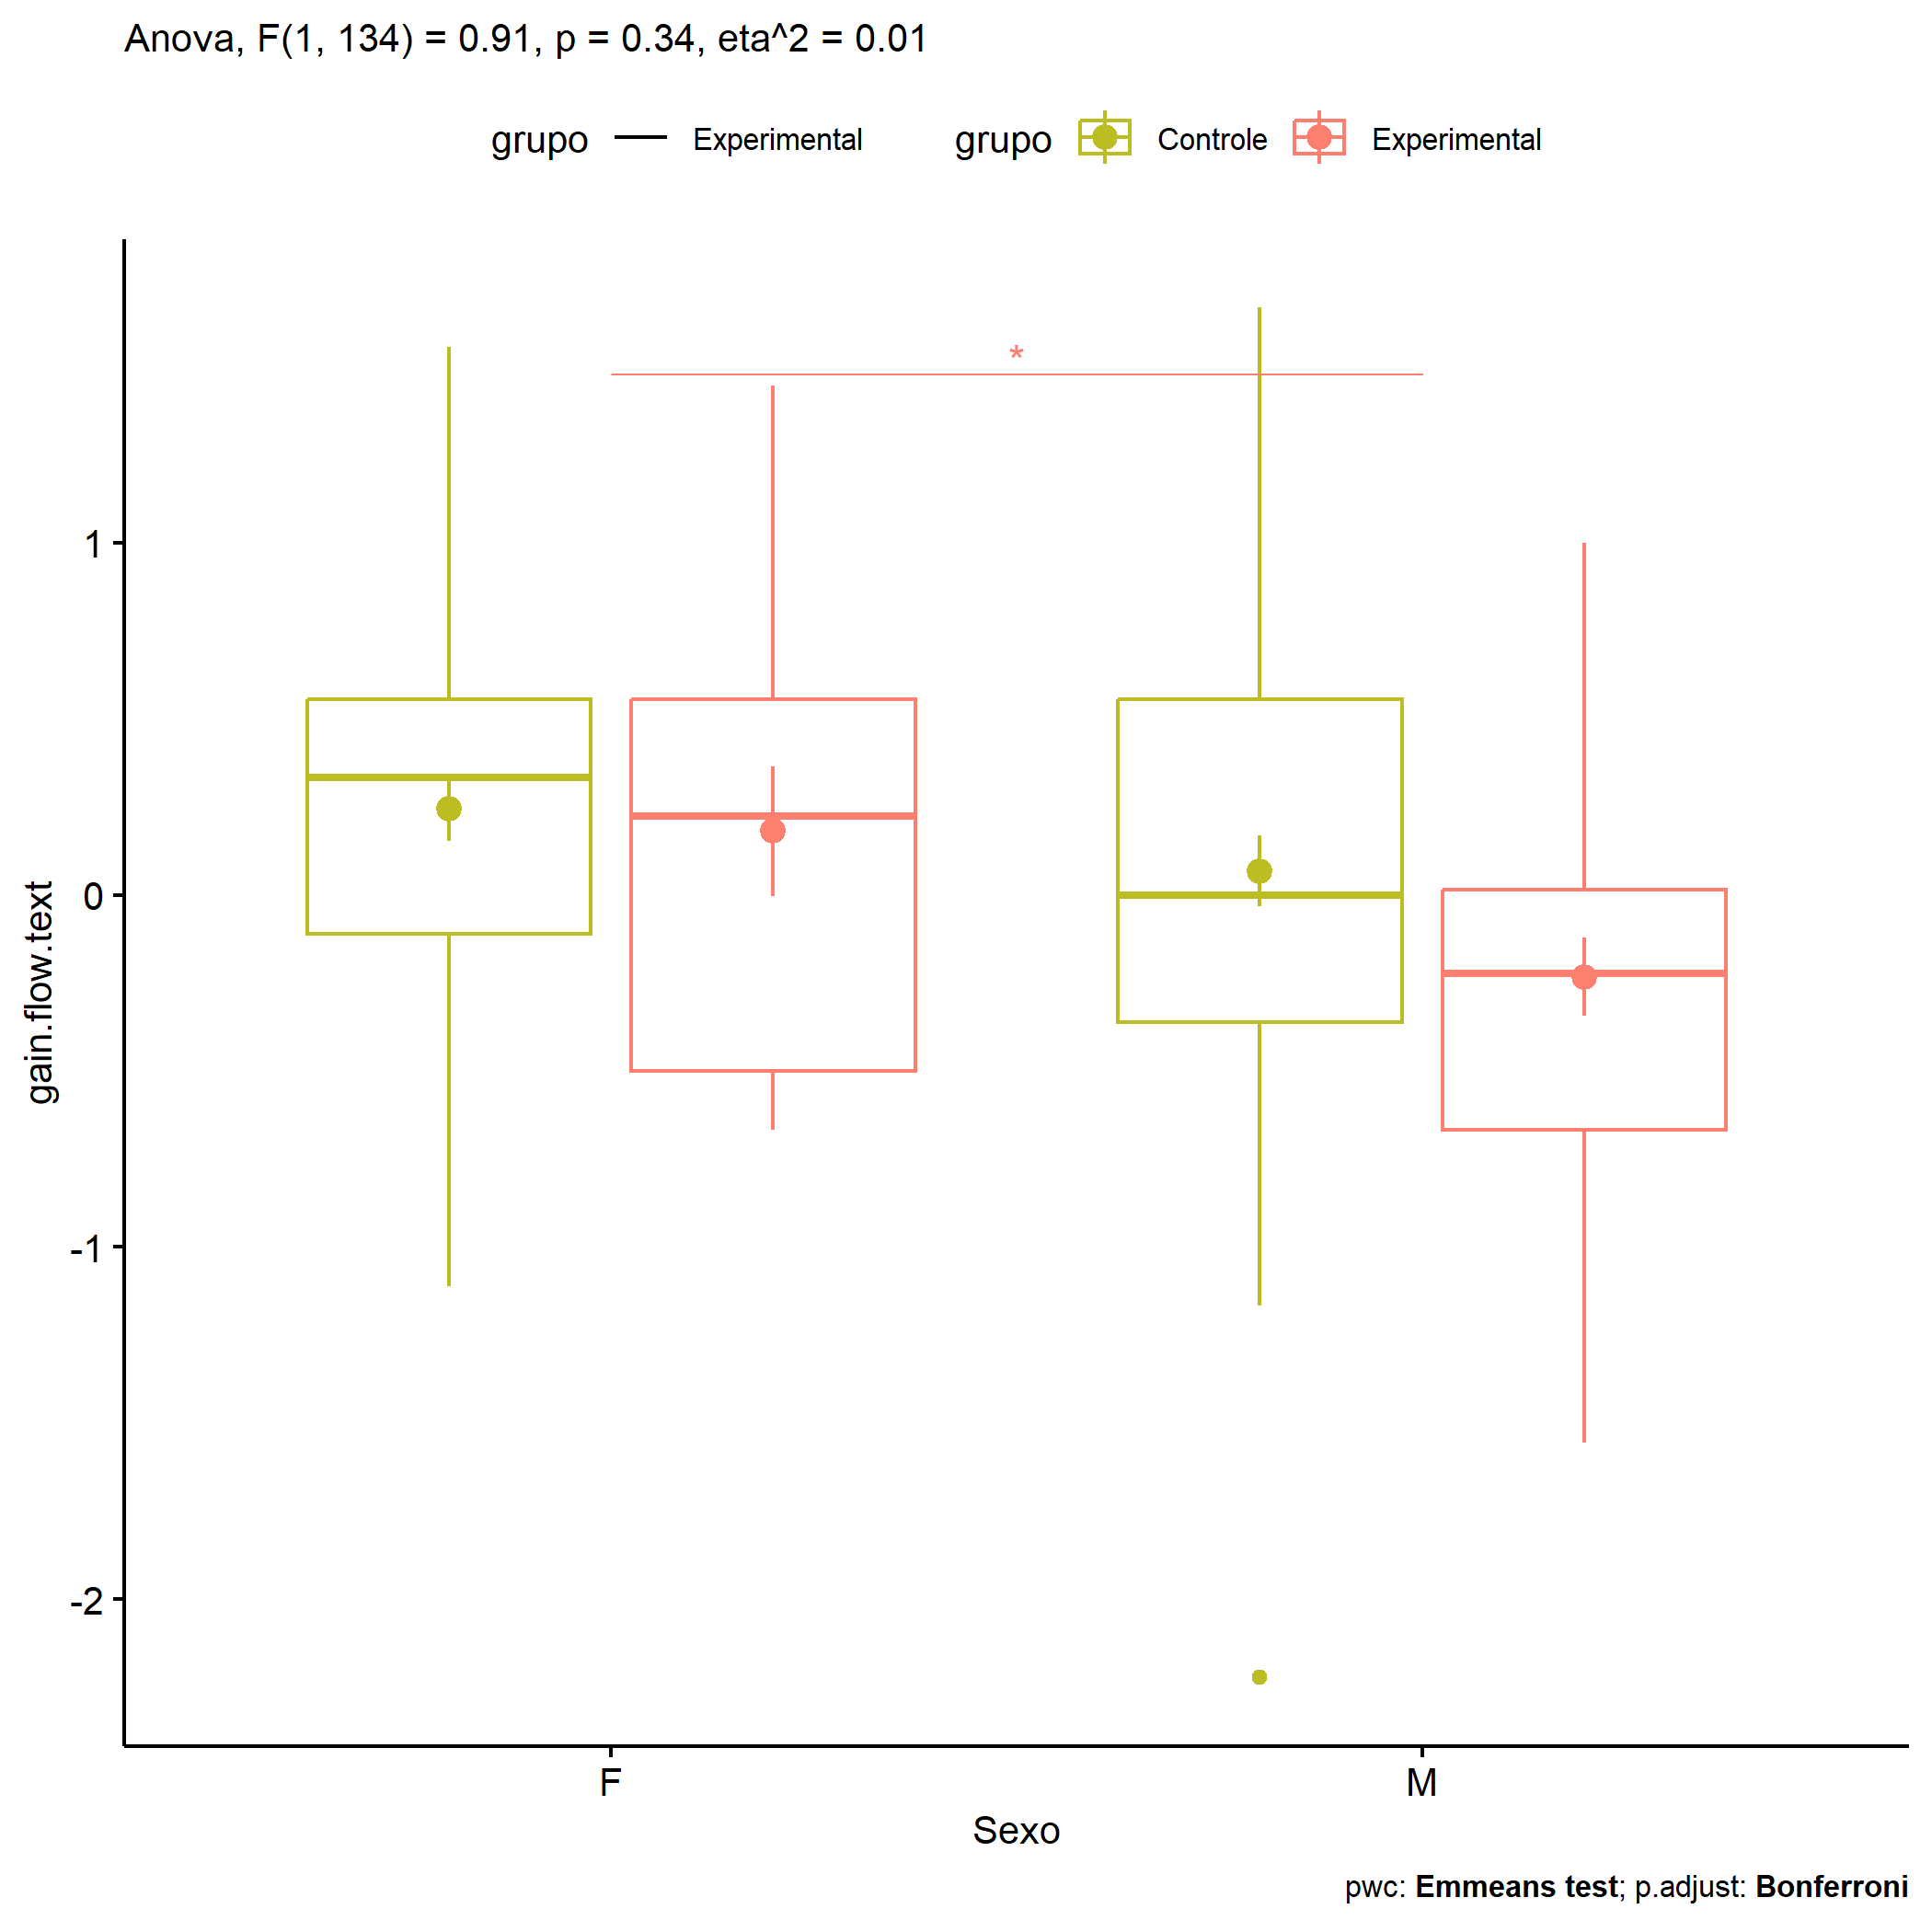 Anova, F(1, 134) = 0.91, p = 0.34, eta^2 = 0.01
grupo Experimental grupo Controle Experimental
*
1
0
-1
-2
gain.flow.text
F M
Sexo
pwc: Emmeans test; p.adjust: Bonferroni